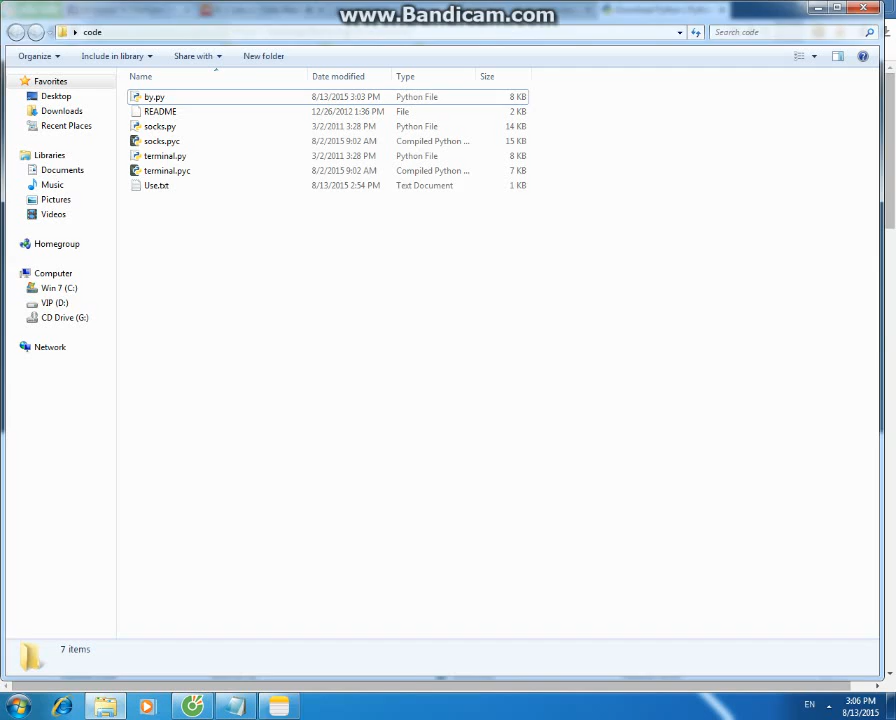 www.Bandicam.com
code
Search code
Organize
Include in library
Share with
New folder
Name
Date modified
Type
Size
Favorites
Desktop
Downloads
Recent Places
Libraries
Documents
Music
Pictures
Videos
Homegroup
Computer
Win 7 (C:)
VIP (D:)
CD Drive (G:)
Network
by.py 8/13/2015 3:03 PM Python File 8 KB
README 12/26/2012 1:36 PM File 2 KB
socks.py 3/2/2011 3:28 PM Python File 14 KB
socks.pyc 8/2/2015 9:02 AM Compiled Python ... 15 KB
terminal.py 3/2/2011 3:28 PM Python File 8 KB
terminal.pyc 8/2/2015 9:02 AM Compiled Python ... 7 KB
Use.txt 8/13/2015 2:54 PM Text Document 1 KB
7 items
EN
3:06 PM
8/13/2015